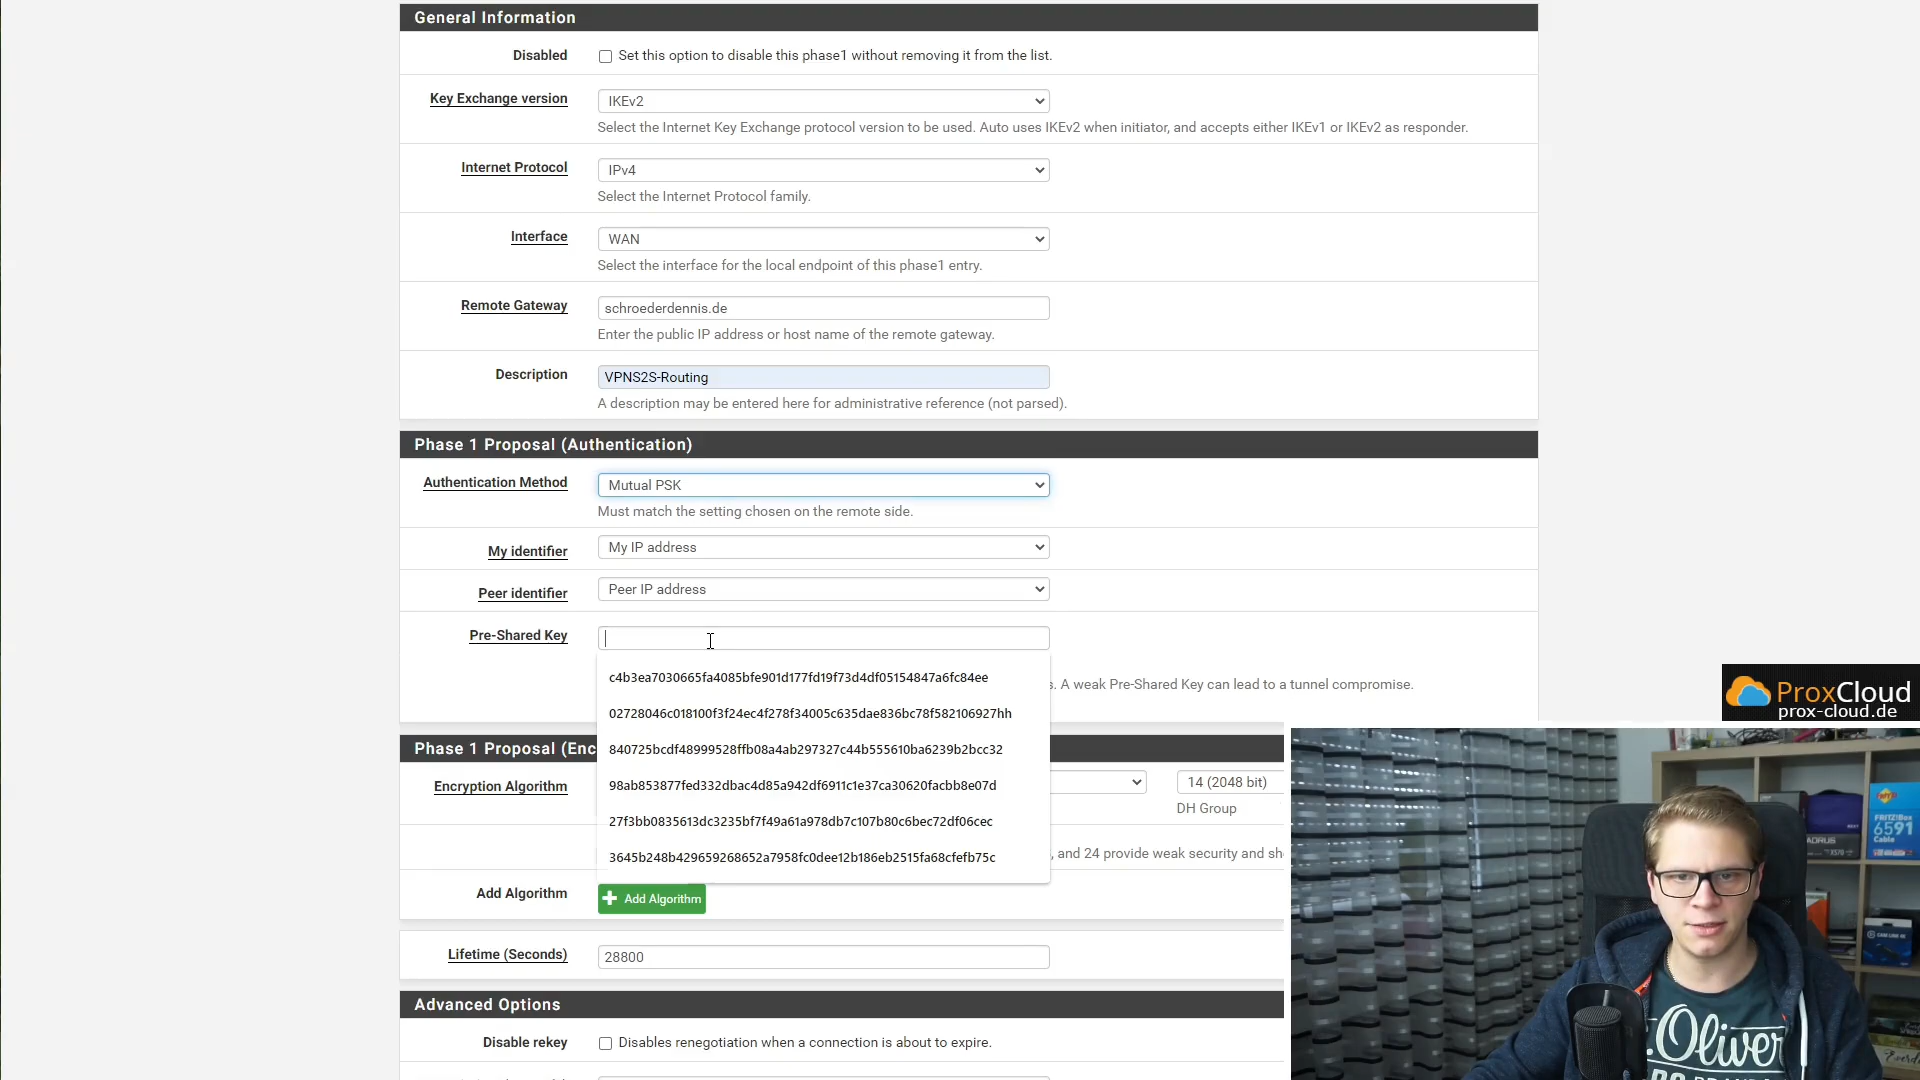 General Information
Disabled
Set this option to disable this phase1 without removing it from the list.
Key Exchange version
IKEv2
Select the Internet Key Exchange protocol version to be used. Auto uses IKEv2 when initiator, and accepts either IKEv1 or IKEv2 as responder.
Internet Protocol
IPv4
Select the Internet Protocol family.
Interface
WAN
Select the interface for the local endpoint of this phase1 entry.
Remote Gateway
schroederdennis.de
Enter the public IP address or host name of the remote gateway.
Description
VPNS2S-Routing
A description may be entered here for administrative reference (not parsed).
Phase 1 Proposal (Authentication)
Authentication Method
Mutual PSK
Must match the setting chosen on the remote side.
My identifier
My IP address
Peer identifier
Peer IP address
Pre-Shared Key
c4b3ea7030665fa4085bfe901d177fd19f73d4df05154847a6fc84ee
s. A weak Pre-Shared Key can lead to a tunnel compromise.
02728046c018100f3f24ec4f278f34005c635dae836bc78f582106927hh
840725bcdf48999528ffb08a4ab297327c44b555610ba6239b2bcc32
98ab853877fed332dbac4d85a942df6911c1e37ca30620facbb8e07d
27f3bb0835613dc3235bf7f49a61a978db7c107b80c6bec72df06cec
3645b248b429659268652a7958fc0dee12b186eb2515fa68cfefb75c
ProxCloud
prox-cloud.de
Phase 1 Proposal (Enc
Encryption Algorithm
14 (2048 bit)
DH Group
, and 24 provide weak security and sh
Add Algorithm
Add Algorithm
Lifetime (Seconds)
28800
Advanced Options
Disable rekey
Disables renegotiation when a connection is about to expire.
FRITZ!Box
6591
Cable
Oliver